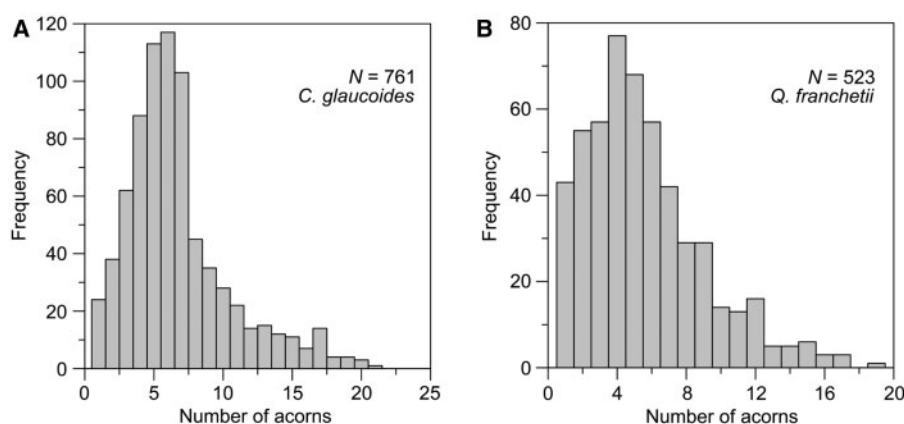 A
N = 761
C. glaucoides
Frequency
120
100
80
60
40
20
0
0 5 10 15 20 25
Number of acorns
B
N = 523
Q. franchetii
Frequency
80
60
40
20
0
0 4 8 12 16 20
Number of acorns